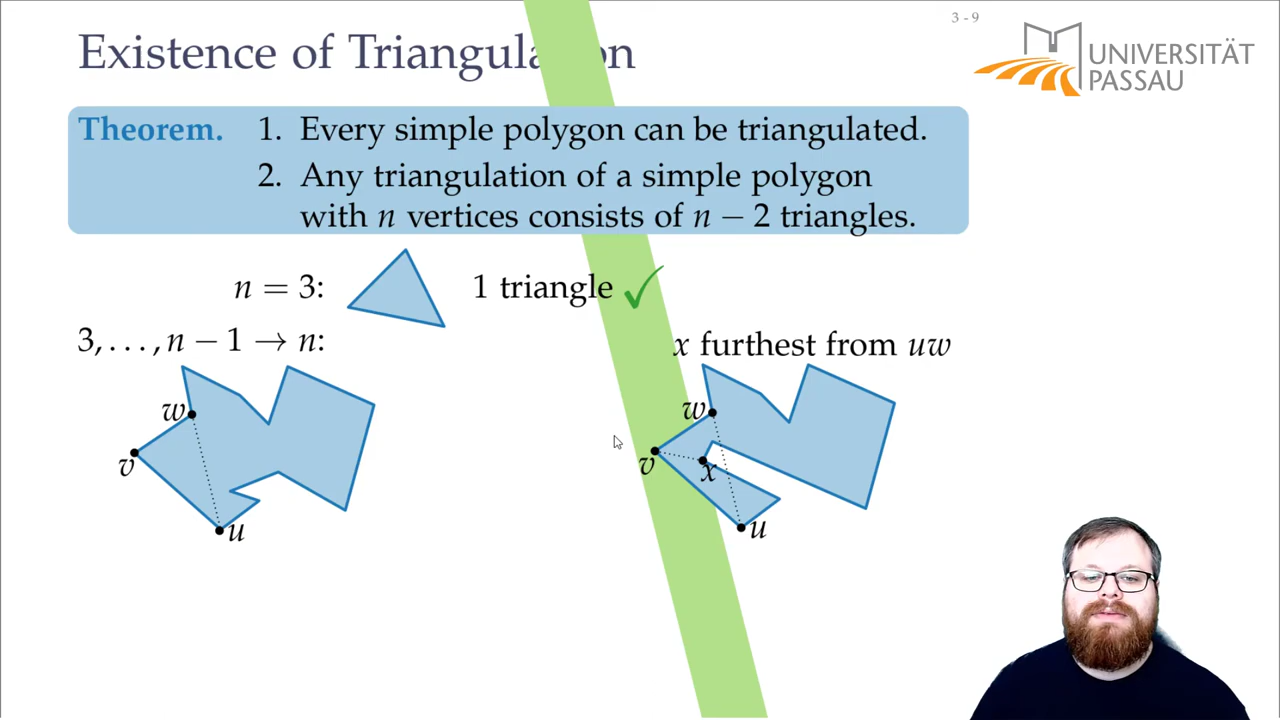 3 - 9
Existence of Triangula on
UNIVERSITÄT
PASSAU
Theorem. 1. Every simple polygon can be triangulated.
2. Any triangulation of a simple polygon
with n vertices consists of n − 2 triangles.
n = 3:
1 triangle ✓
3, . . . , n − 1 → n:
x furthest from uw
w
v
u
w
v
x
u